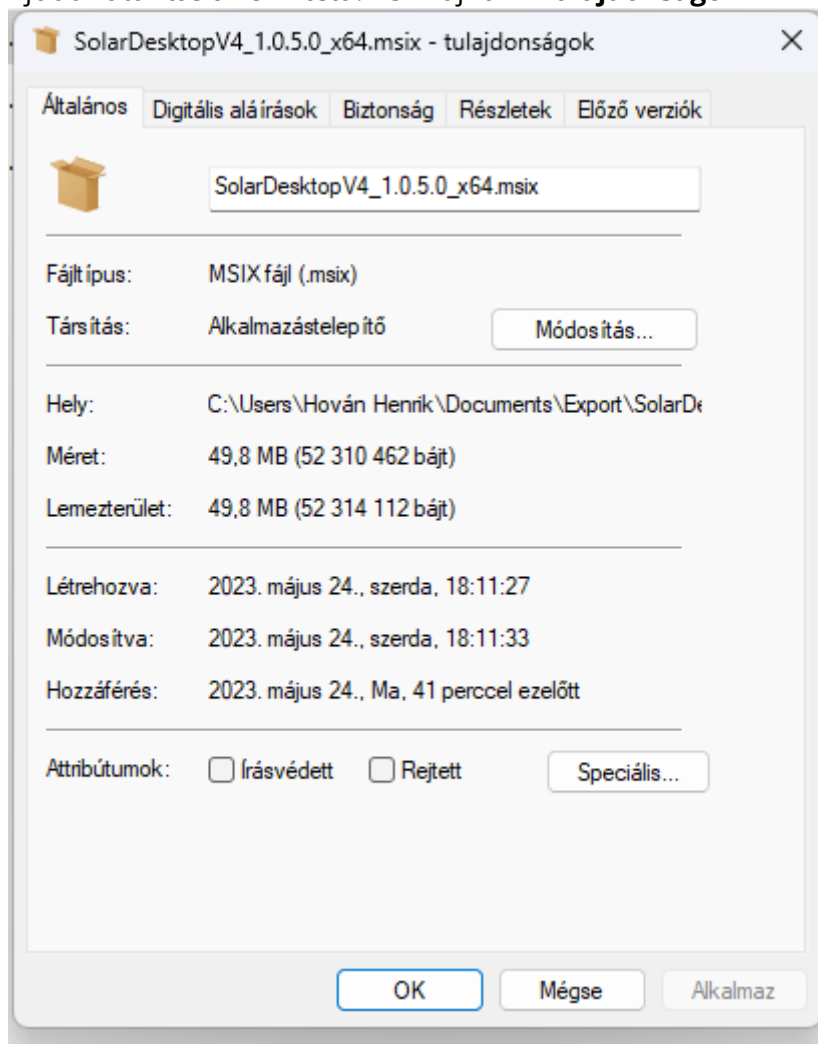 SolarDesktopV4_1.0.5.0_x64.msix - tulajdonságok
Általános Digitális aláírások Biztonság Részletek Előző verziók
SolarDesktopV4_1.0.5.0_x64.msix
Fájltípus: MSIX fájl (.msix)
Társítás: Alkalmazástelepítő Módosítás...
Hely: C:\Users\Hován Henrik\Documents\Export\SolarDe
Méret: 49,8 MB (52 310 462 bájt)
Lemezterület: 49,8 MB (52 314 112 bájt)
Létrehozva: 2023. május 24., szerda, 18:11:27
Módosítva: 2023. május 24., szerda, 18:11:33
Hozzáférés: 2023. május 24., Ma, 41 perccel ezelőtt
Attribútumok: Írásvédett Rejtett Speciális...
OK Mégse Alkalmaz